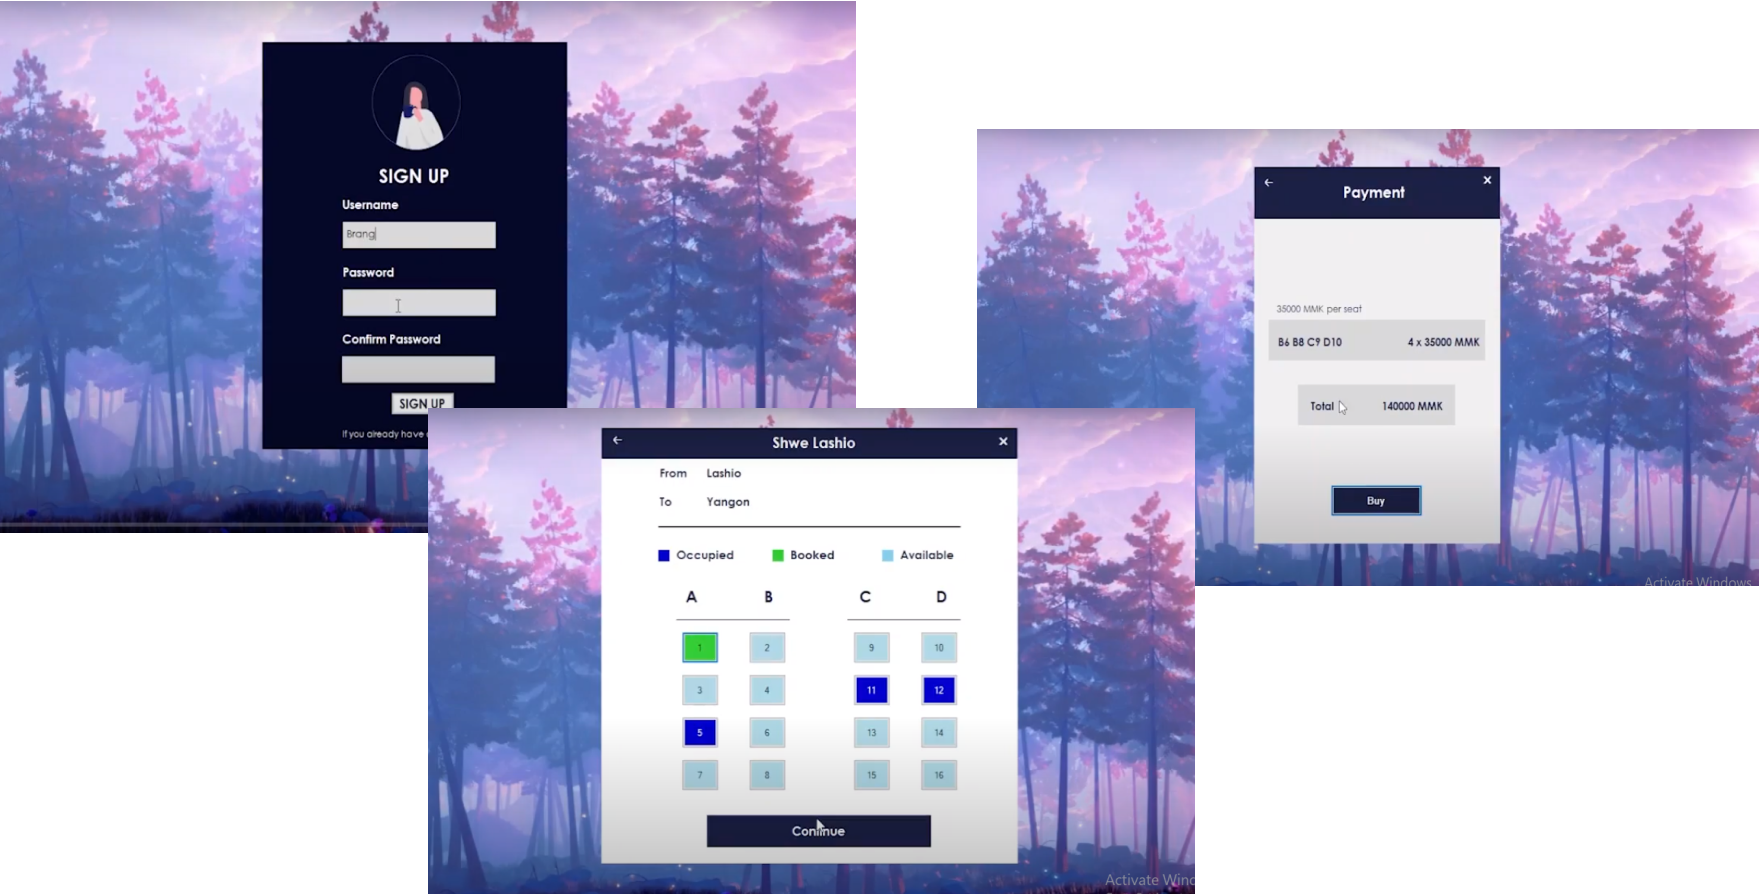 SIGN UP
Username
Brang
Password
Confirm Password
SIGN UP
If you already have
Payment
35000 MMK per seat
B6 B8 C9 D10 4 x 35000 MMK
Total 140000 MMK
Buy
Activate Windows
Shwe Lashio
From Lashio
To Yangon
Occupied Booked Available
A B C D
1 2 9 10
3 4 11 12
5 6 13 14
7 8 15 16
Continue
Activate Wind